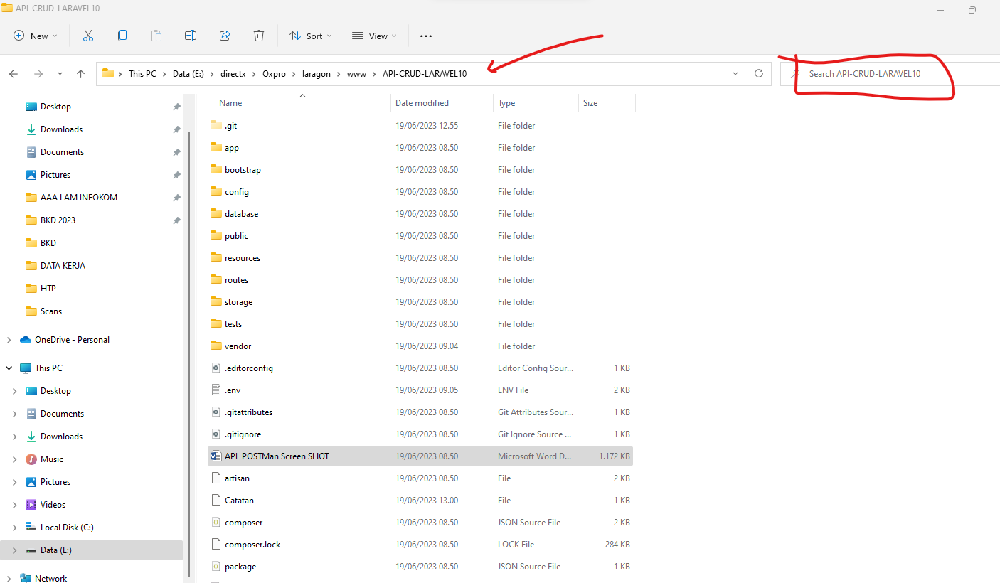 API-CRUD-LARAVEL10
New Sort View
This PC Data (E:) directx Oxpro laragon www API-CRUD-LARAVEL10 Search API-CRUD-LARAVEL10
Name Date modified Type Size
Desktop
Downloads
Documents
Pictures
AAA LAM INFOKOM
BKD 2023
BKD
DATA KERJA
HTP
Scans
OneDrive - Personal
This PC
Desktop
Documents
Downloads
Music
Pictures
Videos
Local Disk (C:)
Data (E:)
Network
.git 19/06/2023 12.55 File folder
app 19/06/2023 08.50 File folder
bootstrap 19/06/2023 08.50 File folder
config 19/06/2023 08.50 File folder
database 19/06/2023 08.50 File folder
public 19/06/2023 08.50 File folder
resources 19/06/2023 08.50 File folder
routes 19/06/2023 08.50 File folder
storage 19/06/2023 08.50 File folder
tests 19/06/2023 08.50 File folder
vendor 19/06/2023 09.04 File folder
.editorconfig 19/06/2023 08.50 Editor Config Sour... 1 KB
.env 19/06/2023 09.05 ENV File 2 KB
.gitattributes 19/06/2023 08.50 Git Attributes Sour... 1 KB
.gitignore 19/06/2023 08.50 Git Ignore Source ... 1 KB
API POSTMan Screen SHOT 19/06/2023 08.50 Microsoft Word D... 1.172 KB
artisan 19/06/2023 08.50 File 2 KB
Catatan 19/06/2023 13.00 File 1 KB
composer 19/06/2023 08.50 JSON Source File 2 KB
composer.lock 19/06/2023 08.50 LOCK File 284 KB
package 19/06/2023 08.50 JSON Source File 1 KB